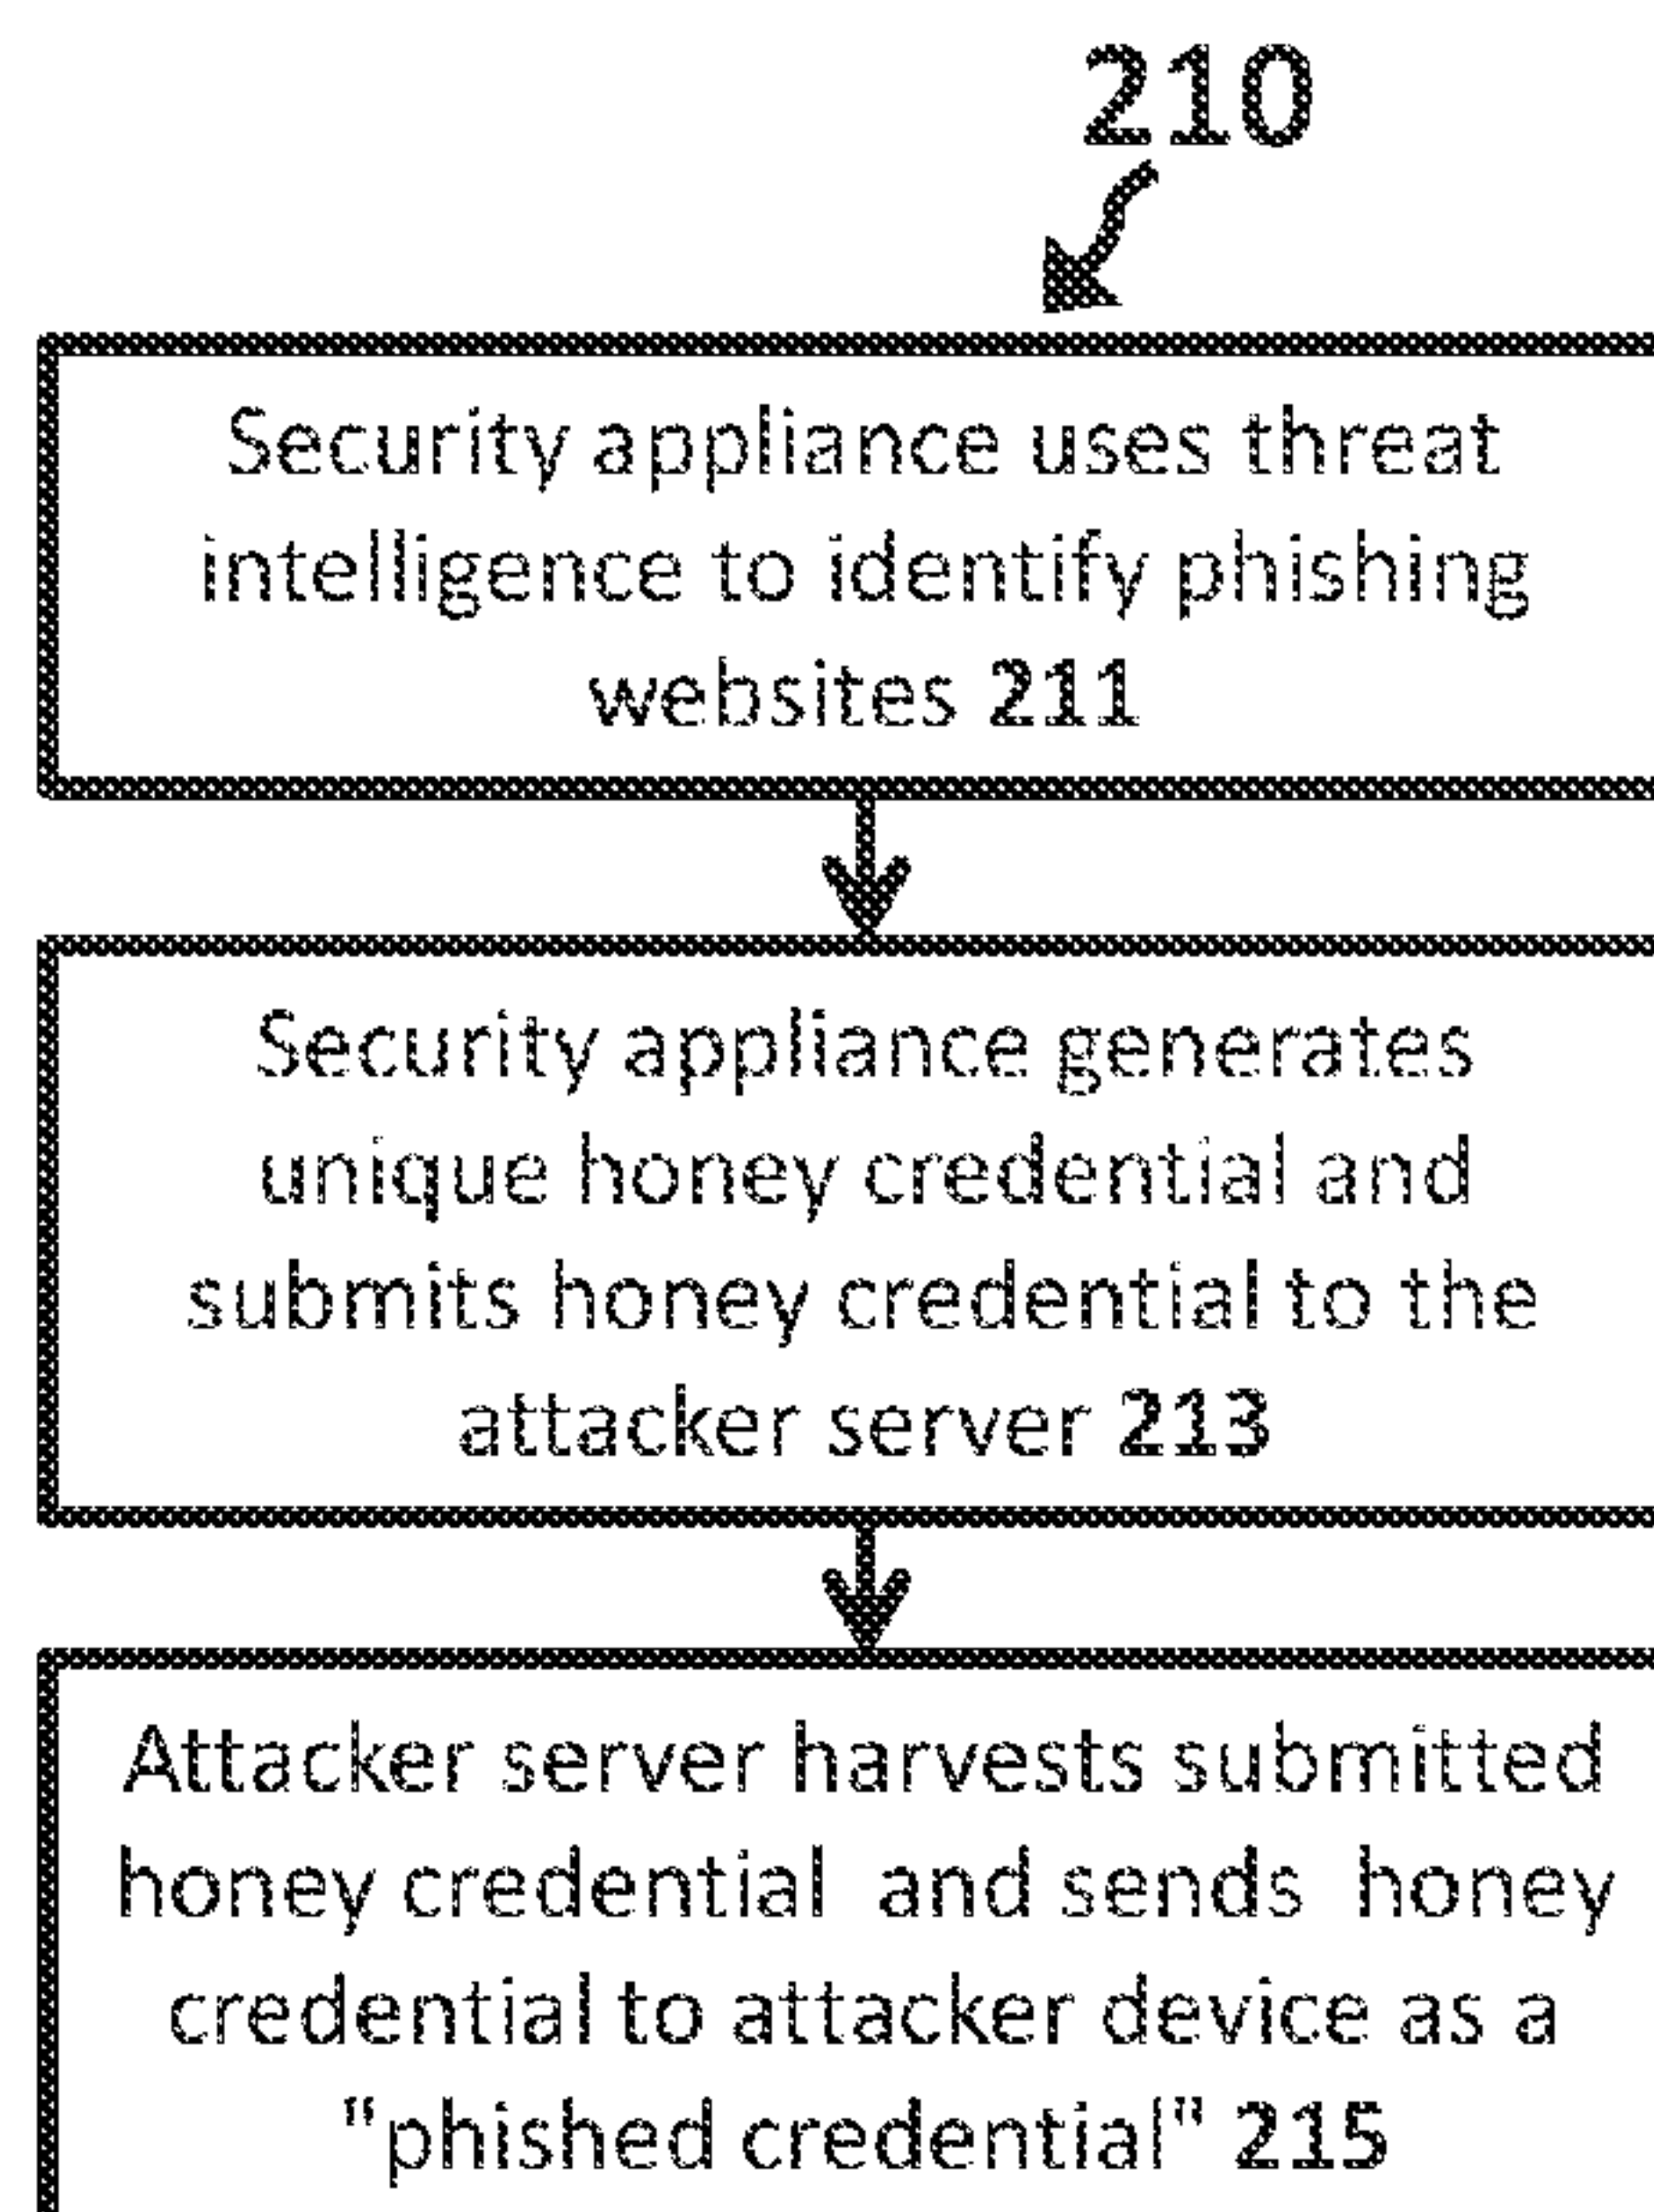 210
Security appliance uses threat
intelligence to identify phishing
websites 211
Security appliance generates
unique honey credential and
submits honey credential to the
attacker server 213
Attacker server harvests submitted
honey credential and sends honey
credential to attacker device as a
"phished credential" 215